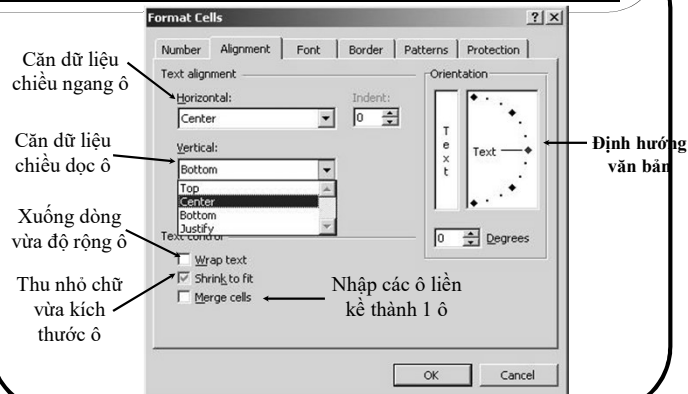 Format Cells
Number Alignment Font Border Patterns Protection
Text alignment
Horizontal:
Indent:
Center
0
Vertical:
Bottom
Top
Center
Bottom
Justify
Text control
Wrap text
Shrink to fit
Merge cells
Orientation
Text
Text
0 Degrees
OK Cancel
Căn dữ liệu
chiều ngang ô
Căn dữ liệu
chiều dọc ô
Xuống dòng
vừa độ rộng ô
Thu nhỏ chữ
vừa kích
thước ô
Nhập các ô liền
kề thành 1 ô
Định hướng
văn bản